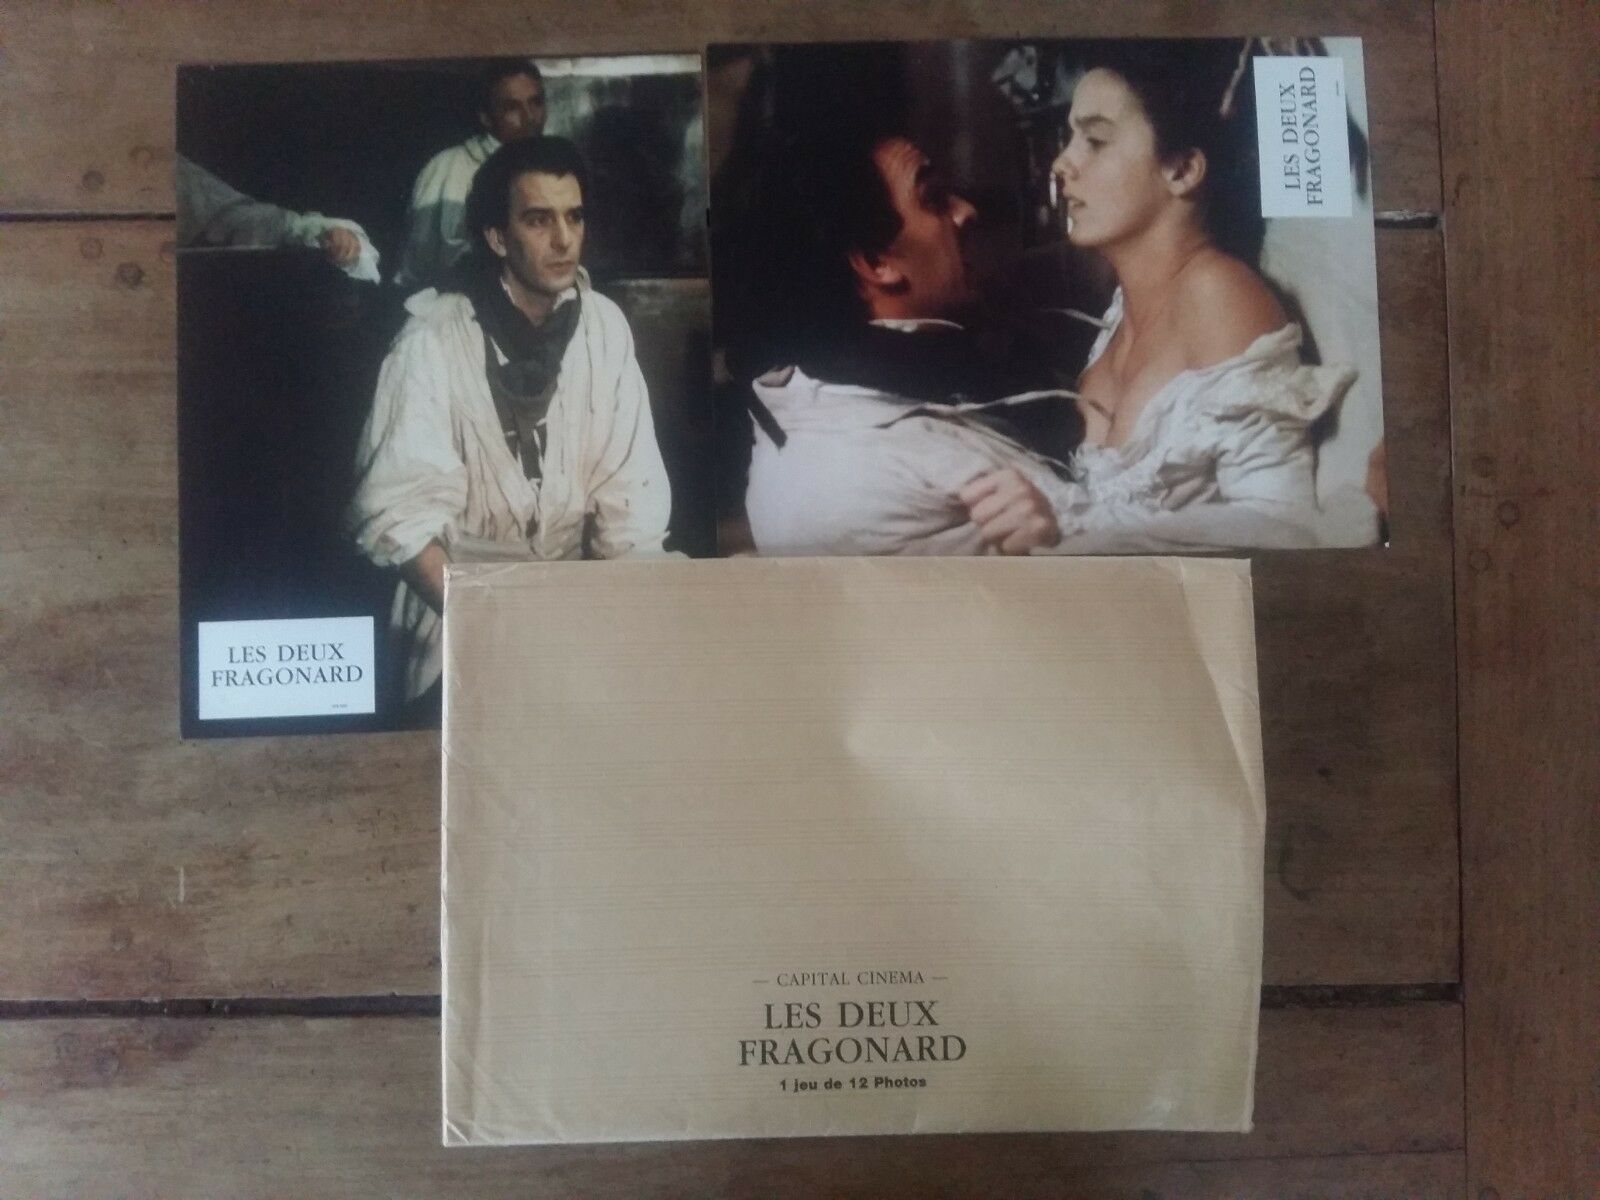 LES DEUX
FRAGONARD
LES DEUX
FRAGONARD
— CAPITAL CINEMA —
LES DEUX
FRAGONARD
1 jeu de 12 Photos